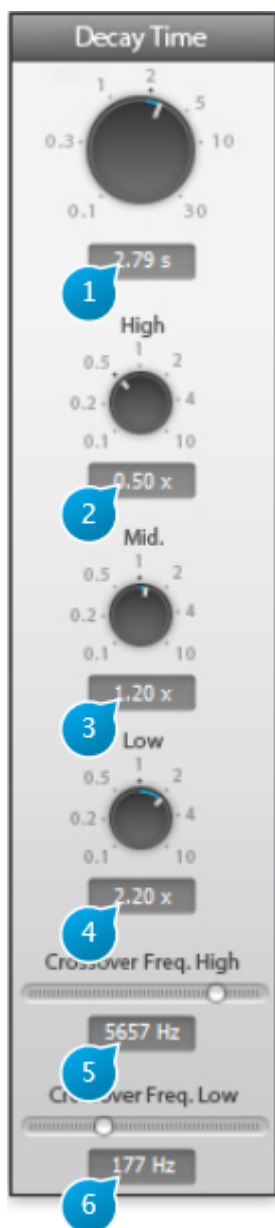 Decay Time
2
1 5
0.3 10
0.1 30
2.79 s
1
High
1
0.5 2
0.2 4
0.1 10
0.50 x
2
Mid.
1
0.5 2
0.2 4
0.1 10
1.20 x
3
Low
1
0.5 2
0.2 4
0.1 10
2.20 x
4
Crossover Freq. High
5657 Hz
5
Crossover Freq. Low
177 Hz
6